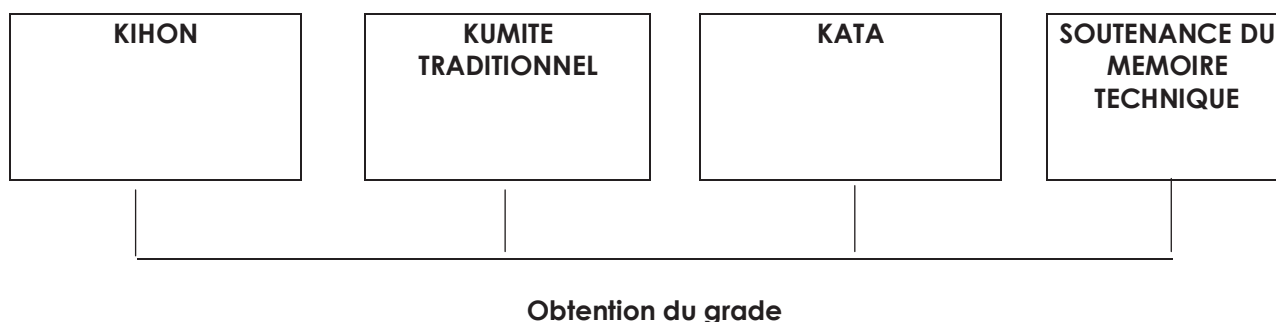 KIHON
KUMITE
TRADITIONNEL
KATA
SOUTENANCE DU
MEMOIRE
TECHNIQUE
Obtention du grade